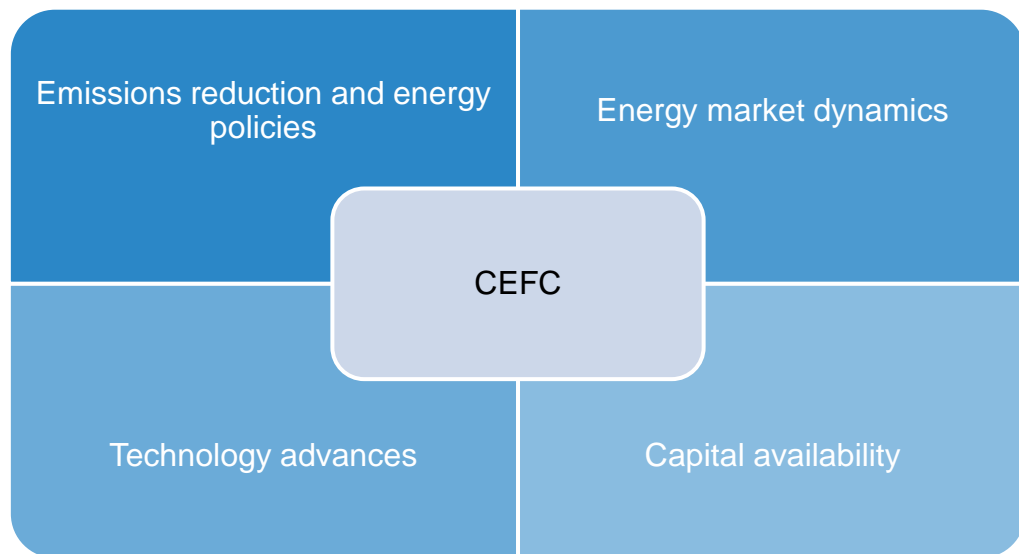 Emissions reduction and energy
policies
Energy market dynamics
CEFC
Technology advances
Capital availability